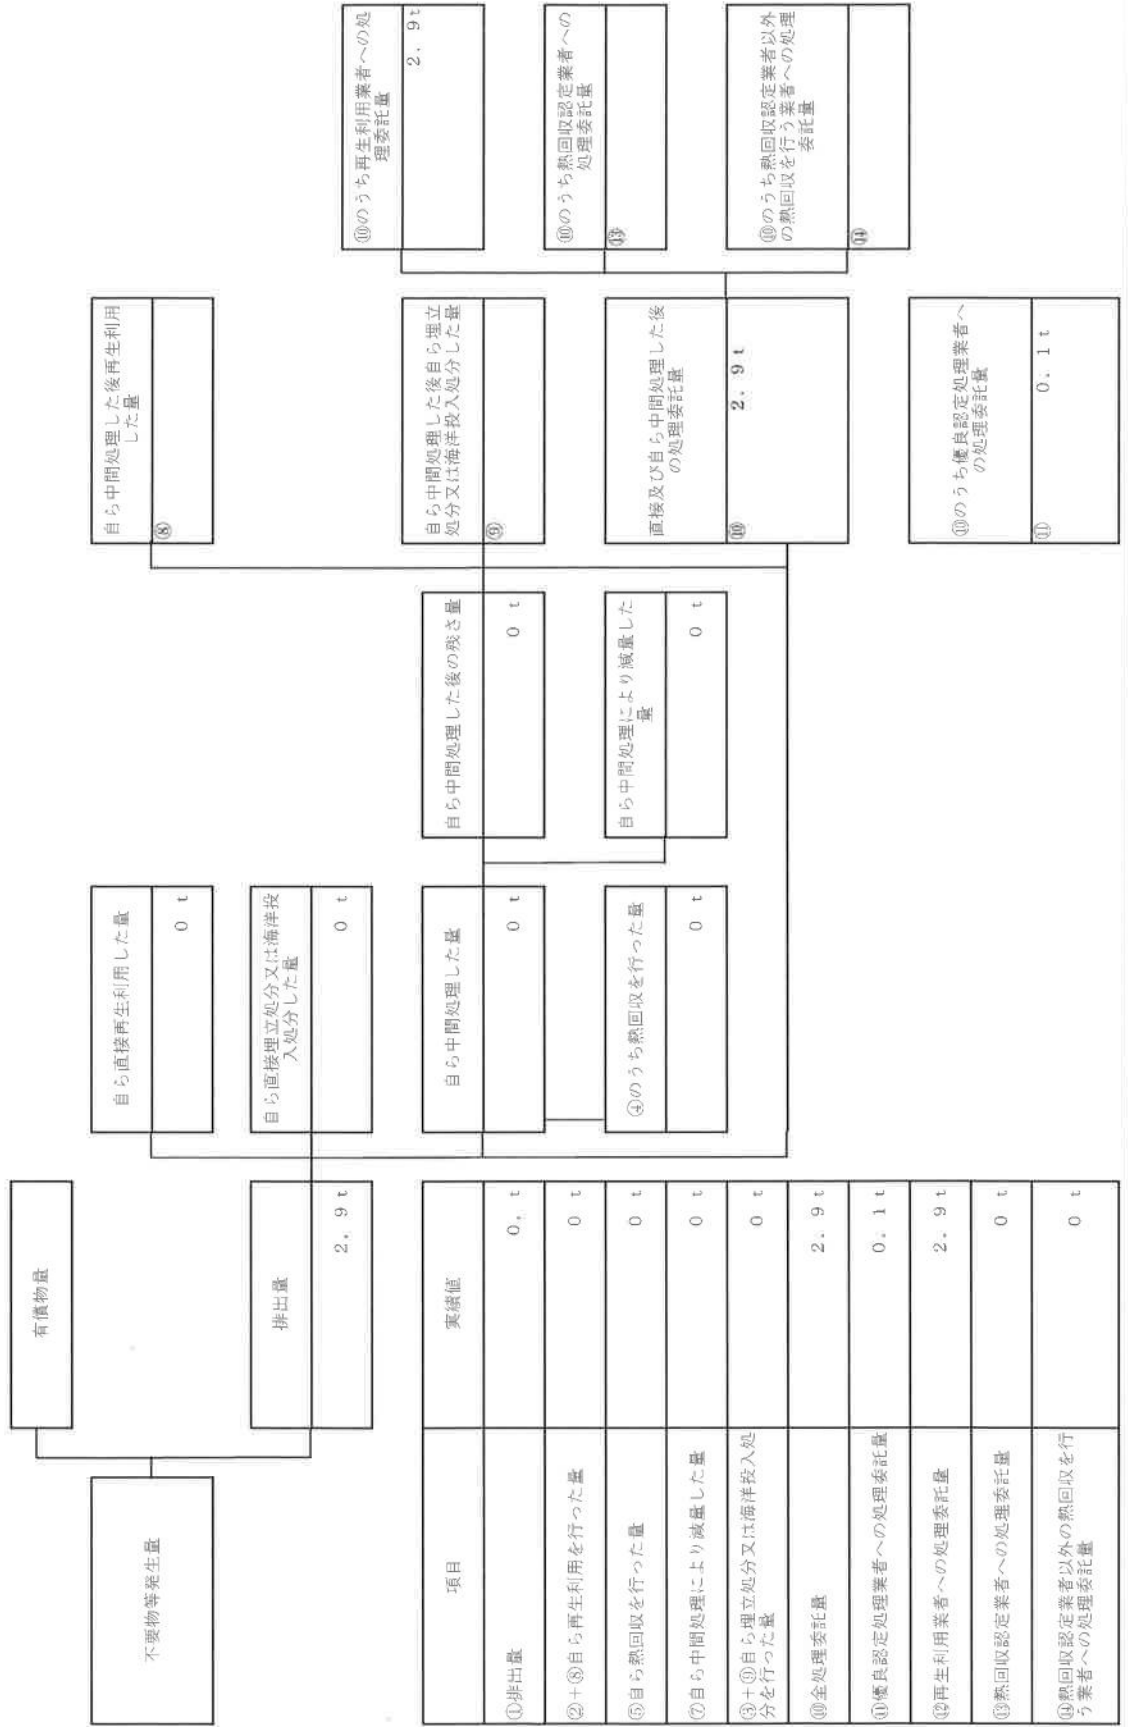 不要物等発生量
有償物量
排出量
2. 9t
自ら直接再生利用した量
0 t
自ら直接埋立処分又は海洋投
入処分した量
0 t
自ら中間処理した量
0 t
④のうち熱回収を行った量
0 t
自ら中間処理した後の残さ量
0 t
自ら中間処理により減量した
量
0 t
自ら中間処理した後再生利用
した量
⑧
自ら中間処理した後自ら埋立
処分又は海洋投入処分した量
⑨
直接及び自ら中間処理した後
の処理委託量
⑩
2. 9 t
⑩のうち優良認定処理業者へ
の処理委託量
⑪
0. 1 t
⑩のうち再生利用業者への処
理委託量
2. 9t
⑩のうち熱回収認定業者への
処理委託量
⑬
⑩のうち熱回収認定業者以外
の熱回収を行う業者への処理
委託量
⑭
項目 実績値
①排出量 0. t
②+⑧自ら再生利用を行った量 0 t
⑤自ら熱回収を行った量 0 t
⑦自ら中間処理により減量した量 0 t
③+⑨自ら埋立処分又は海洋投入処
分を行った量 0 t
⑩全処理委託量 2. 9t
⑪優良認定処理業者への処理委託量 0. 1t
⑫再生利用業者への処理委託量 2. 9t
⑬熱回収認定業者への処理委託量 0 t
⑭熱回収認定業者以外の熱回収を行
う業者への処理委託量 0 t